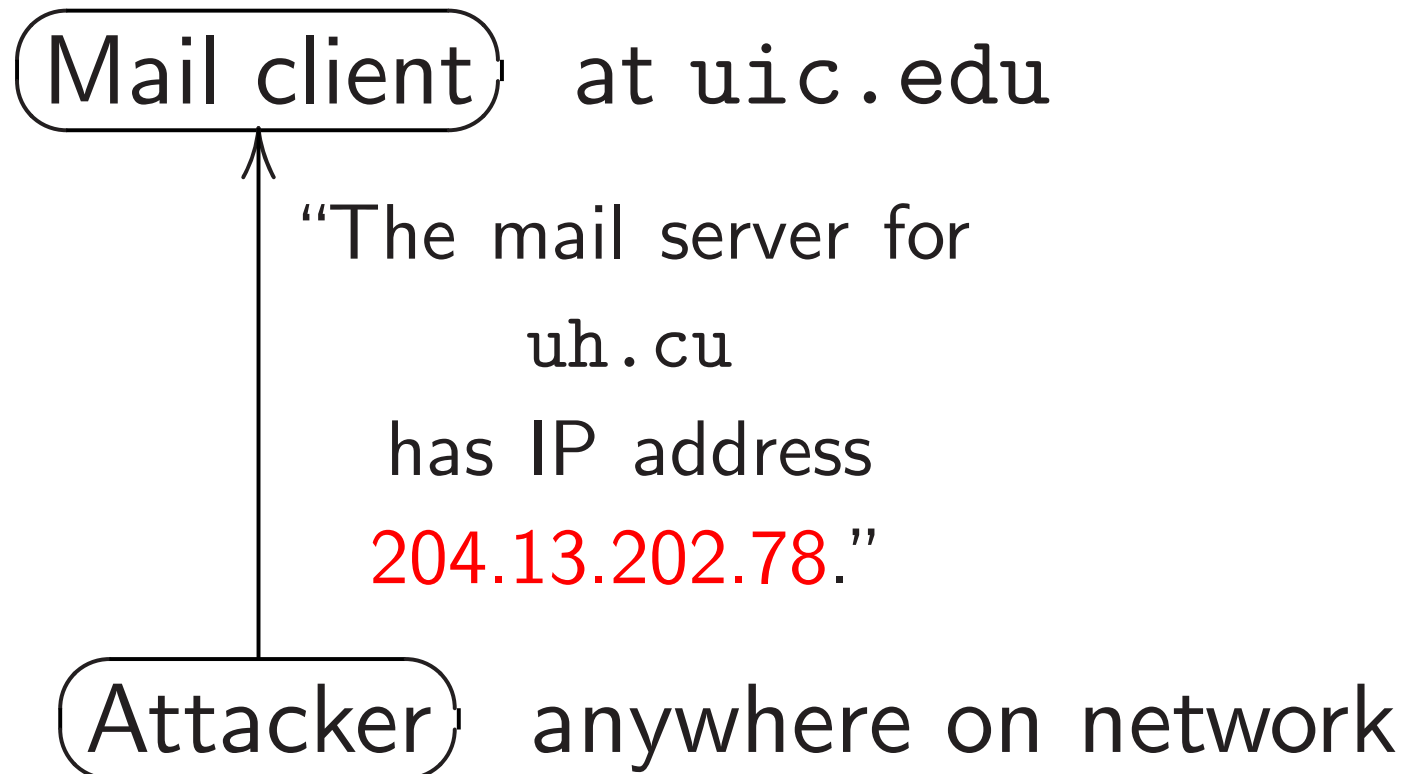 Mail client at uic.edu
“The mail server for
uh.cu
has IP address
204.13.202.78.”
Attacker anywhere on network